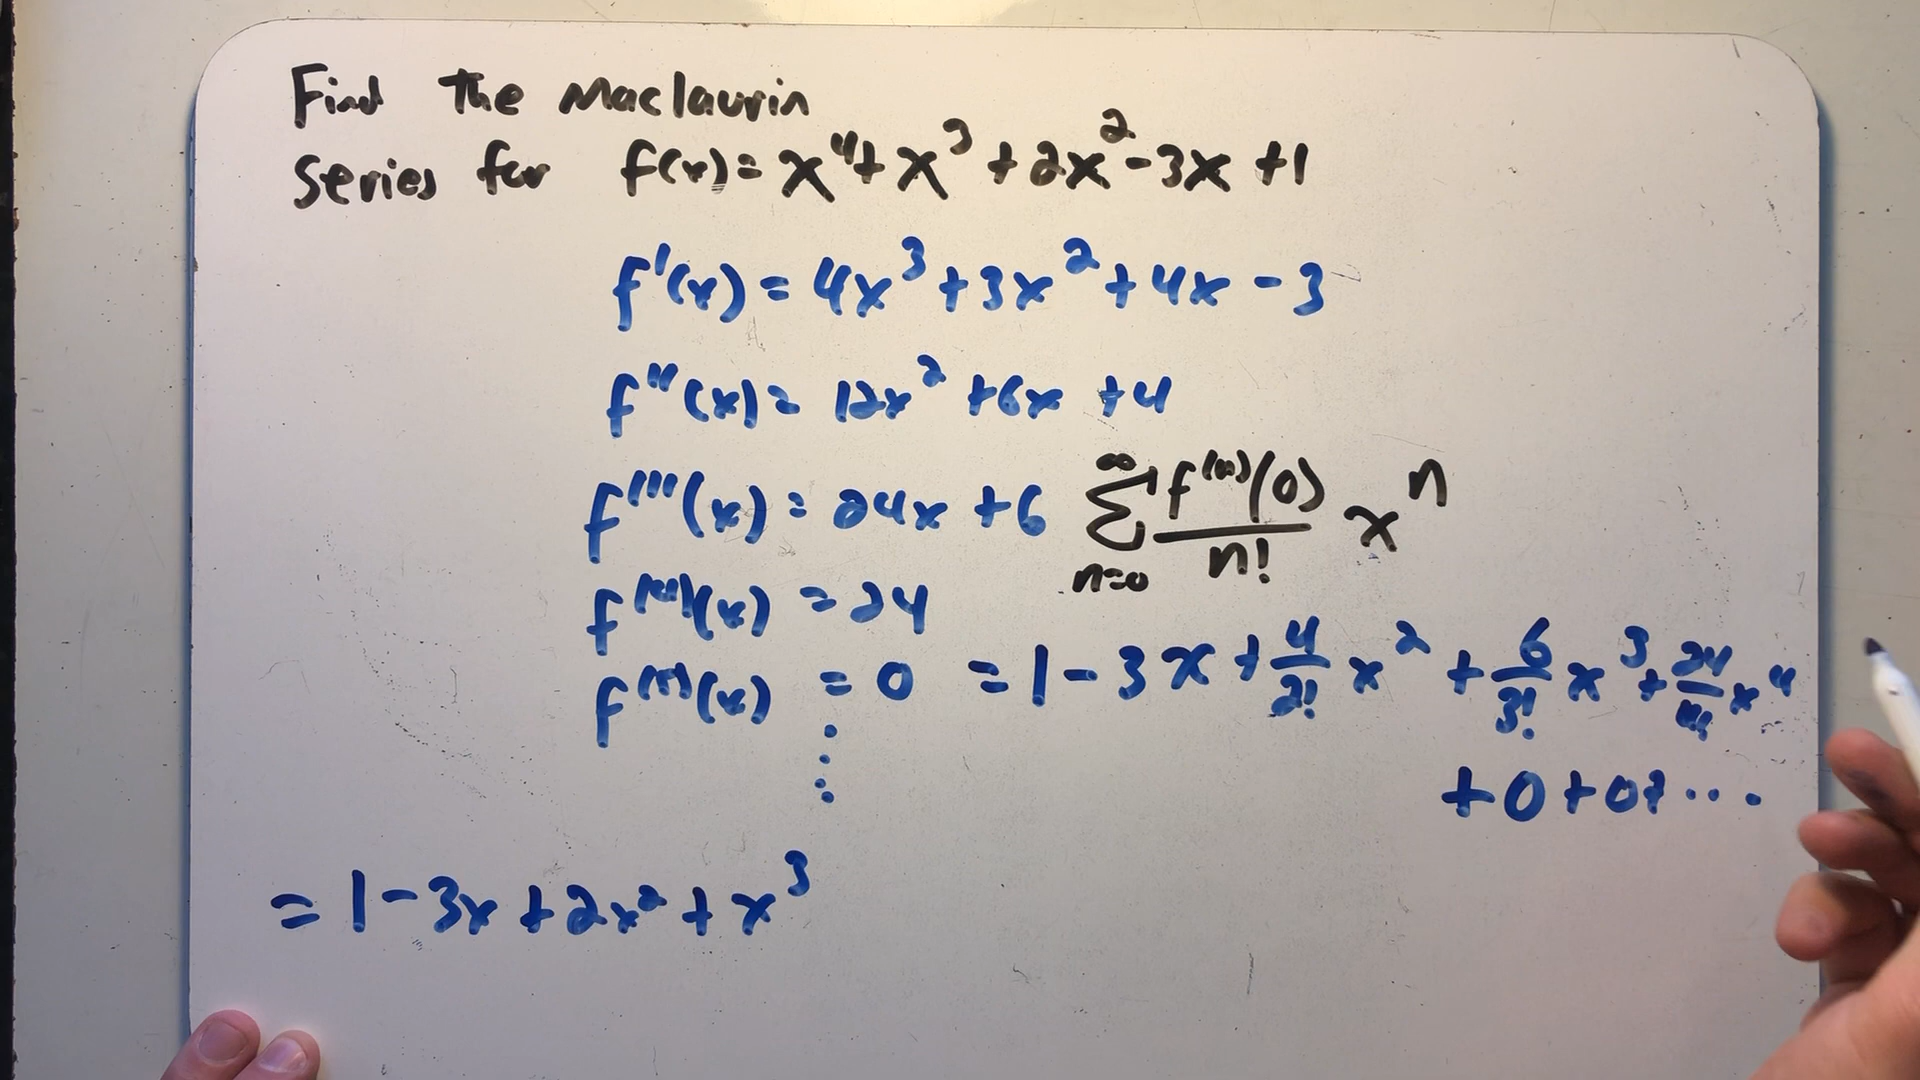 Find The Maclaurin
series for f(x) = x⁴ + x³ + 2x² - 3x + 1
f'(x) = 4x³ + 3x² + 4x - 3
f''(x) = 12x² + 6x + 4
f'''(x) = 24x + 6
∞
Σ f⁽ⁿ⁾(0)/n! xⁿ
n=0
f⁽⁴⁾(x) = 24
f⁽⁵⁾(x) = 0
= 1 - 3x + 4/2! x² + 6/3! x³ + 24/4! x⁴
+ 0 + 0 + ...
= 1 - 3x + 2x² + x³